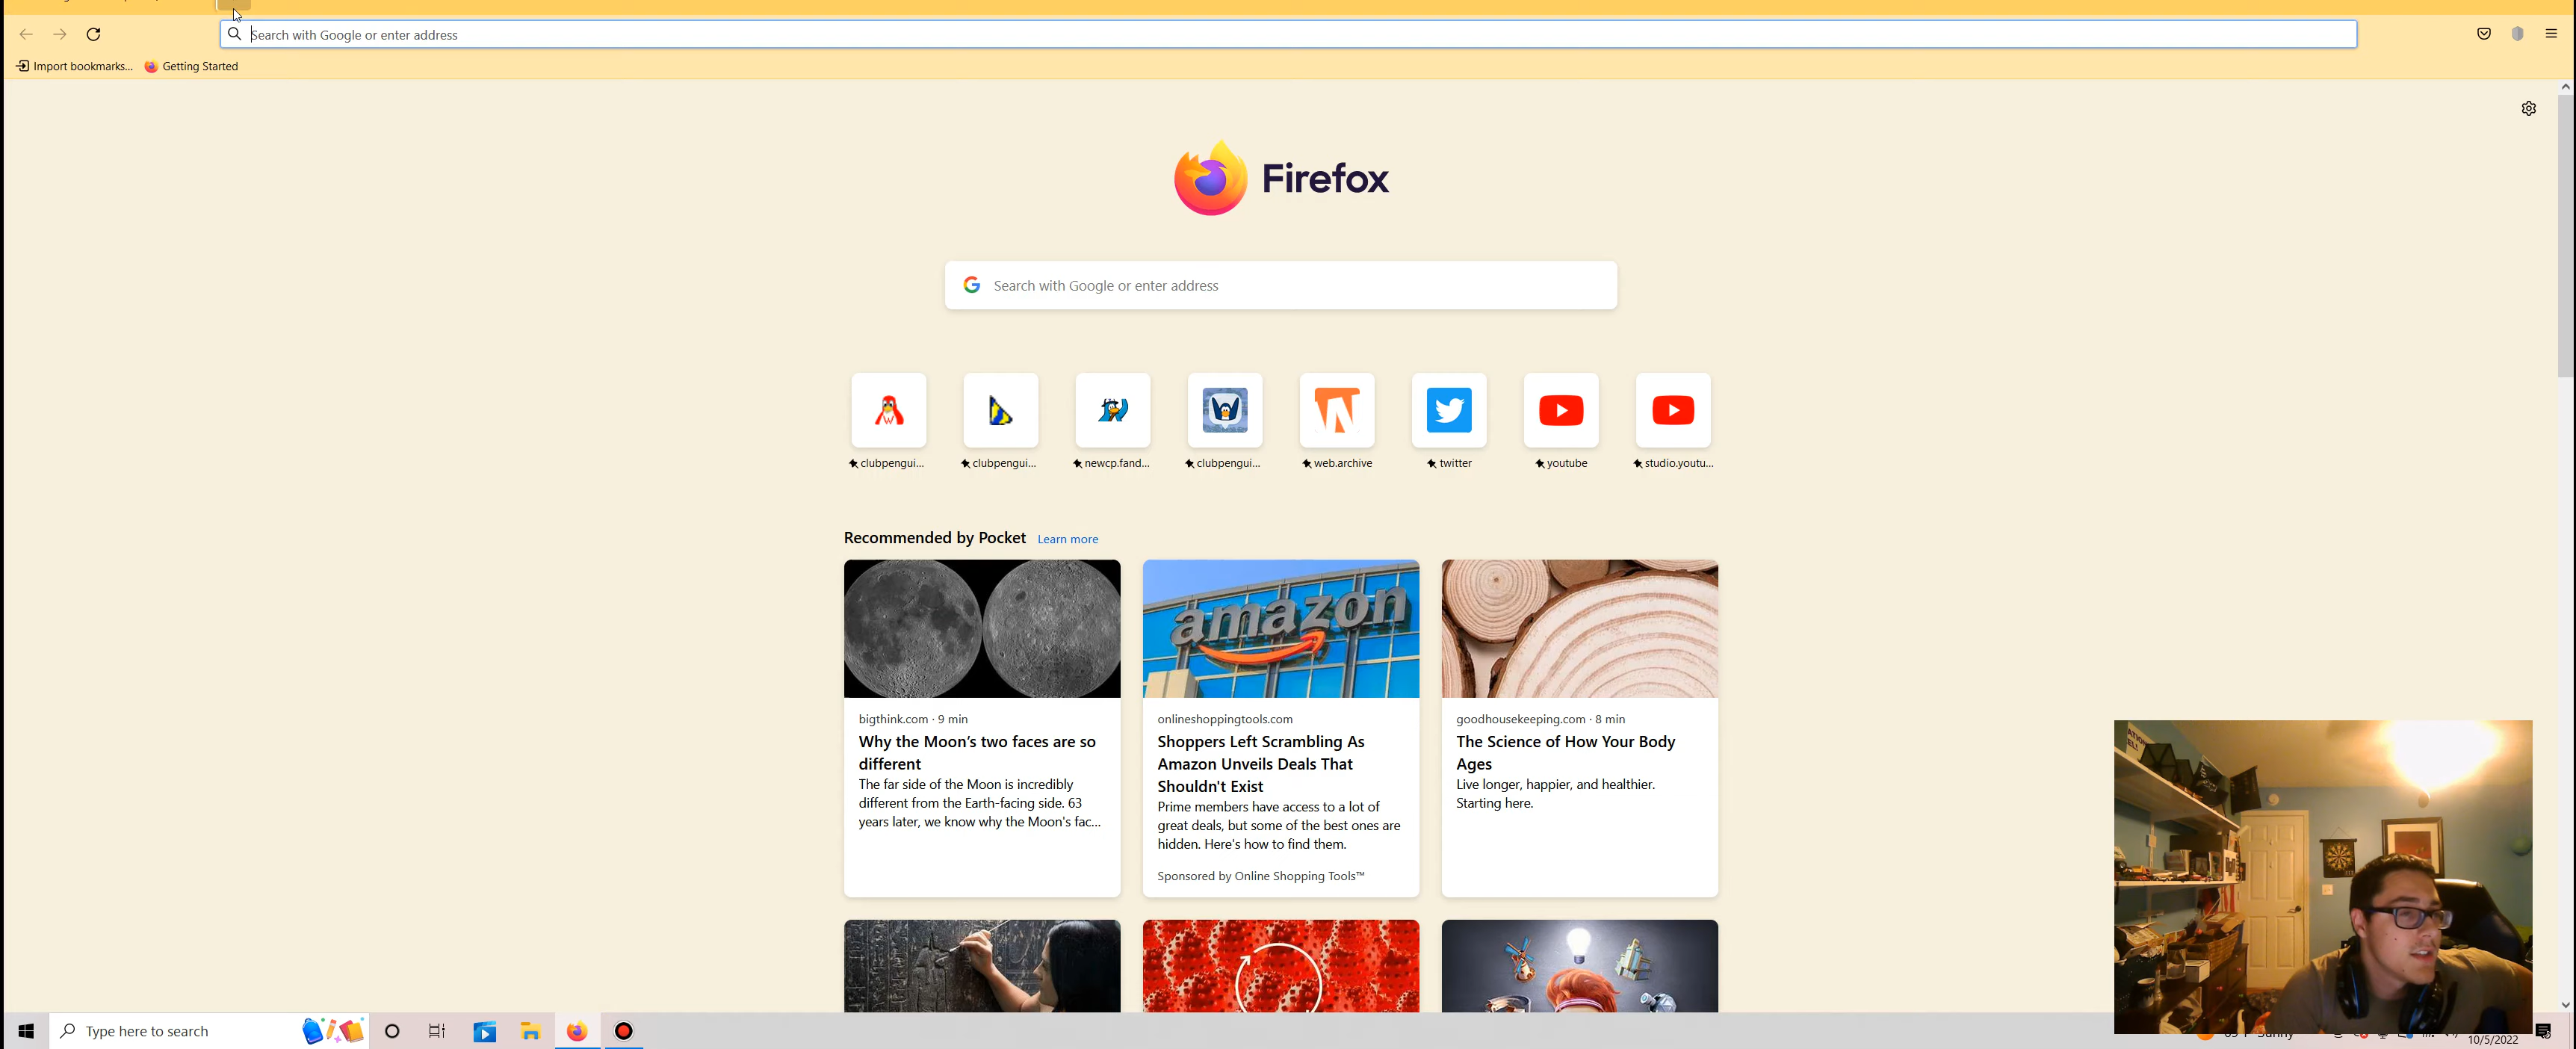 Search with Google or enter address
Import bookmarks... Getting Started
Firefox
Search with Google or enter address
clubpengui... clubpengui... newcp.fand... clubpengui... web.archive twitter youtube studio.youtu...
Recommended by Pocket Learn more
amazon
bigthink.com · 9 min
Why the Moon’s two faces are so
different
The far side of the Moon is incredibly
different from the Earth-facing side. 63
years later, we know why the Moon's fac...
onlineshoppingtools.com
Shoppers Left Scrambling As
Amazon Unveils Deals That
Shouldn't Exist
Prime members have access to a lot of
great deals, but some of the best ones are
hidden. Here's how to find them.
Sponsored by Online Shopping Tools™
goodhousekeeping.com · 8 min
The Science of How Your Body
Ages
Live longer, happier, and healthier.
Starting here.
Type here to search
10/5/2022